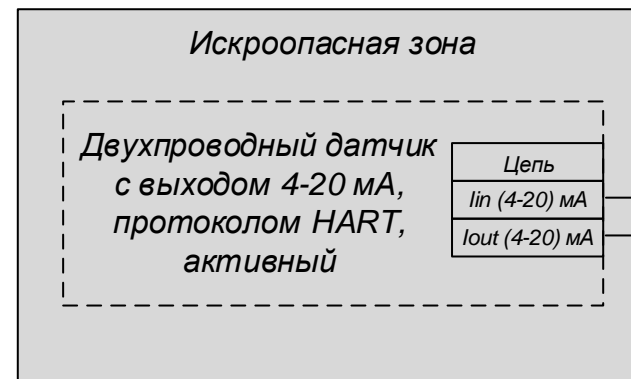 Искроопасная зона
Двухпроводный датчик
с выходом 4-20 мА,
протоколом HART,
активный
Цепь
Iin (4-20) мА
Iout (4-20) мА